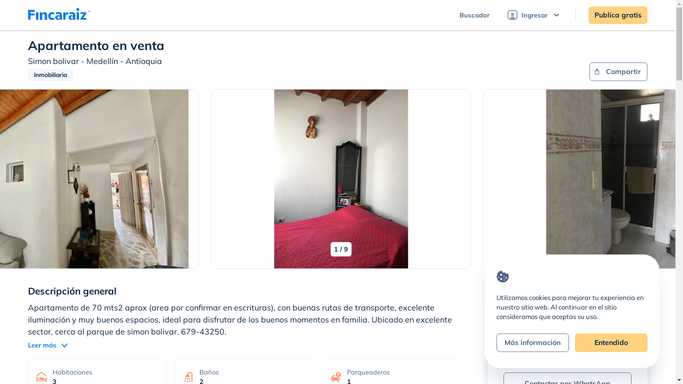 Fincaraiz
Buscador
Ingresar
Publica gratis
Apartamento en venta
Simon bolivar - Medellín - Antioquia
Inmobiliaria
Compartir
1 / 9
Descripción general
Apartamento de 70 mts2 aprox (area por confirmar en escrituras), con buenas rutas de transporte, excelente
iluminación y muy buenos espacios, ideal para disfrutar de los buenos momentos en familia. Ubicado en excelente
sector, cerca al parque de simon bolivar. 679-43250.
Leer más
Habitaciones
3
Baños
2
Parqueaderos
1
Utilizamos cookies para mejorar tu experiencia en
nuestro sitio web. Al continuar en el sitio
consideramos que aceptas su uso.
Más información
Entendido
Contactar por WhatsApp